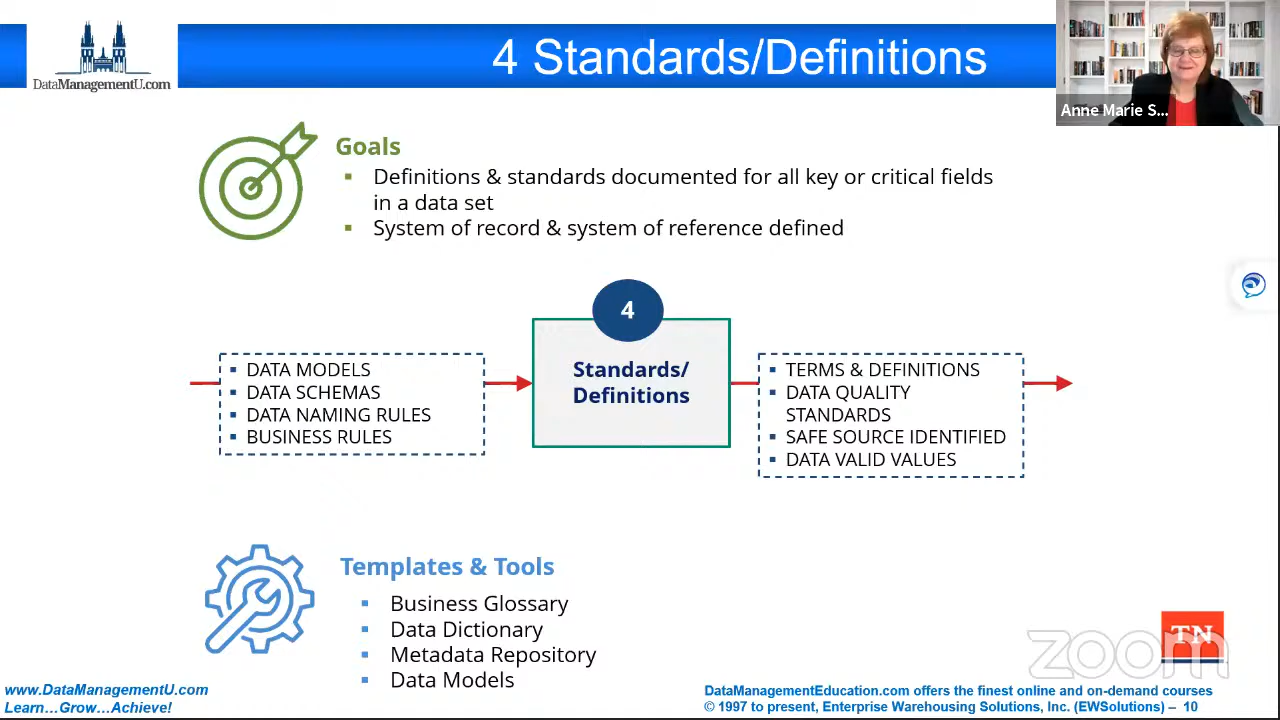 4 Standards/Definitions
DataManagementU.com
Anne Marie S...
Goals
▪ Definitions & standards documented for all key or critical fields
in a data set
▪ System of record & system of reference defined
4
Standards/
Definitions
▪ DATA MODELS
▪ DATA SCHEMAS
▪ DATA NAMING RULES
▪ BUSINESS RULES
▪ TERMS & DEFINITIONS
▪ DATA QUALITY
STANDARDS
▪ SAFE SOURCE IDENTIFIED
▪ DATA VALID VALUES
Templates & Tools
▪ Business Glossary
▪ Data Dictionary
▪ Metadata Repository
▪ Data Models
TN
zoom
www.DataManagementU.com
Learn…Grow…Achieve!
DataManagementEducation.com offers the finest online and on-demand courses
© 1997 to present, Enterprise Warehousing Solutions, Inc. (EWSolutions) – 10